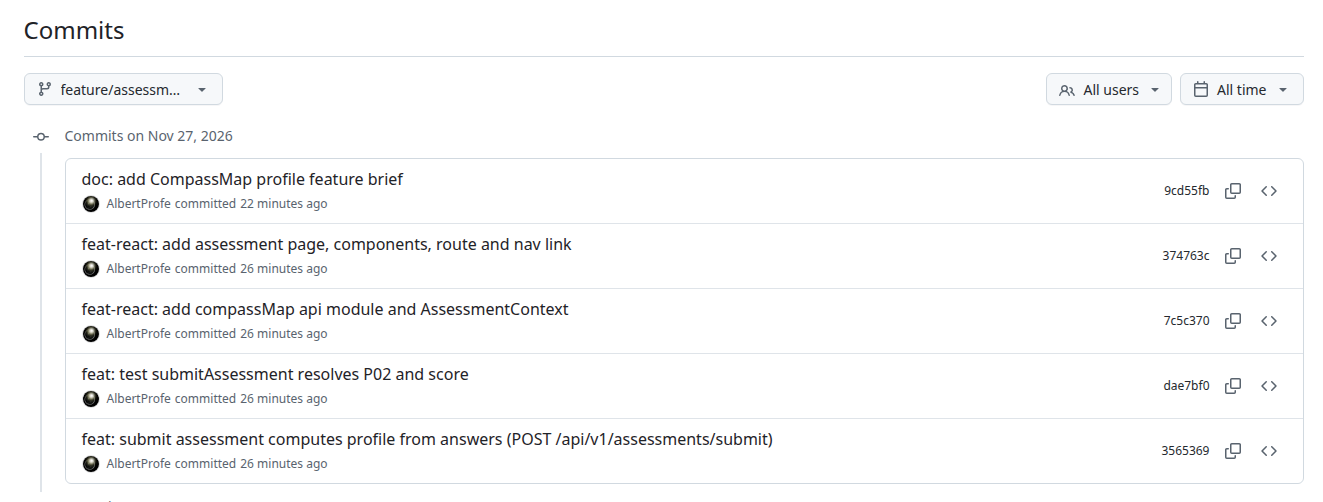 Commits
feature/assessm...
All users
All time
Commits on Nov 27, 2026
doc: add CompassMap profile feature brief
AlbertProfe committed 22 minutes ago
9cd55fb
feat-react: add assessment page, components, route and nav link
AlbertProfe committed 26 minutes ago
374763c
feat-react: add compassMap api module and AssessmentContext
AlbertProfe committed 26 minutes ago
7c5c370
feat: test submitAssessment resolves P02 and score
AlbertProfe committed 26 minutes ago
dae7bf0
feat: submit assessment computes profile from answers (POST /api/v1/assessments/submit)
AlbertProfe committed 26 minutes ago
3565369